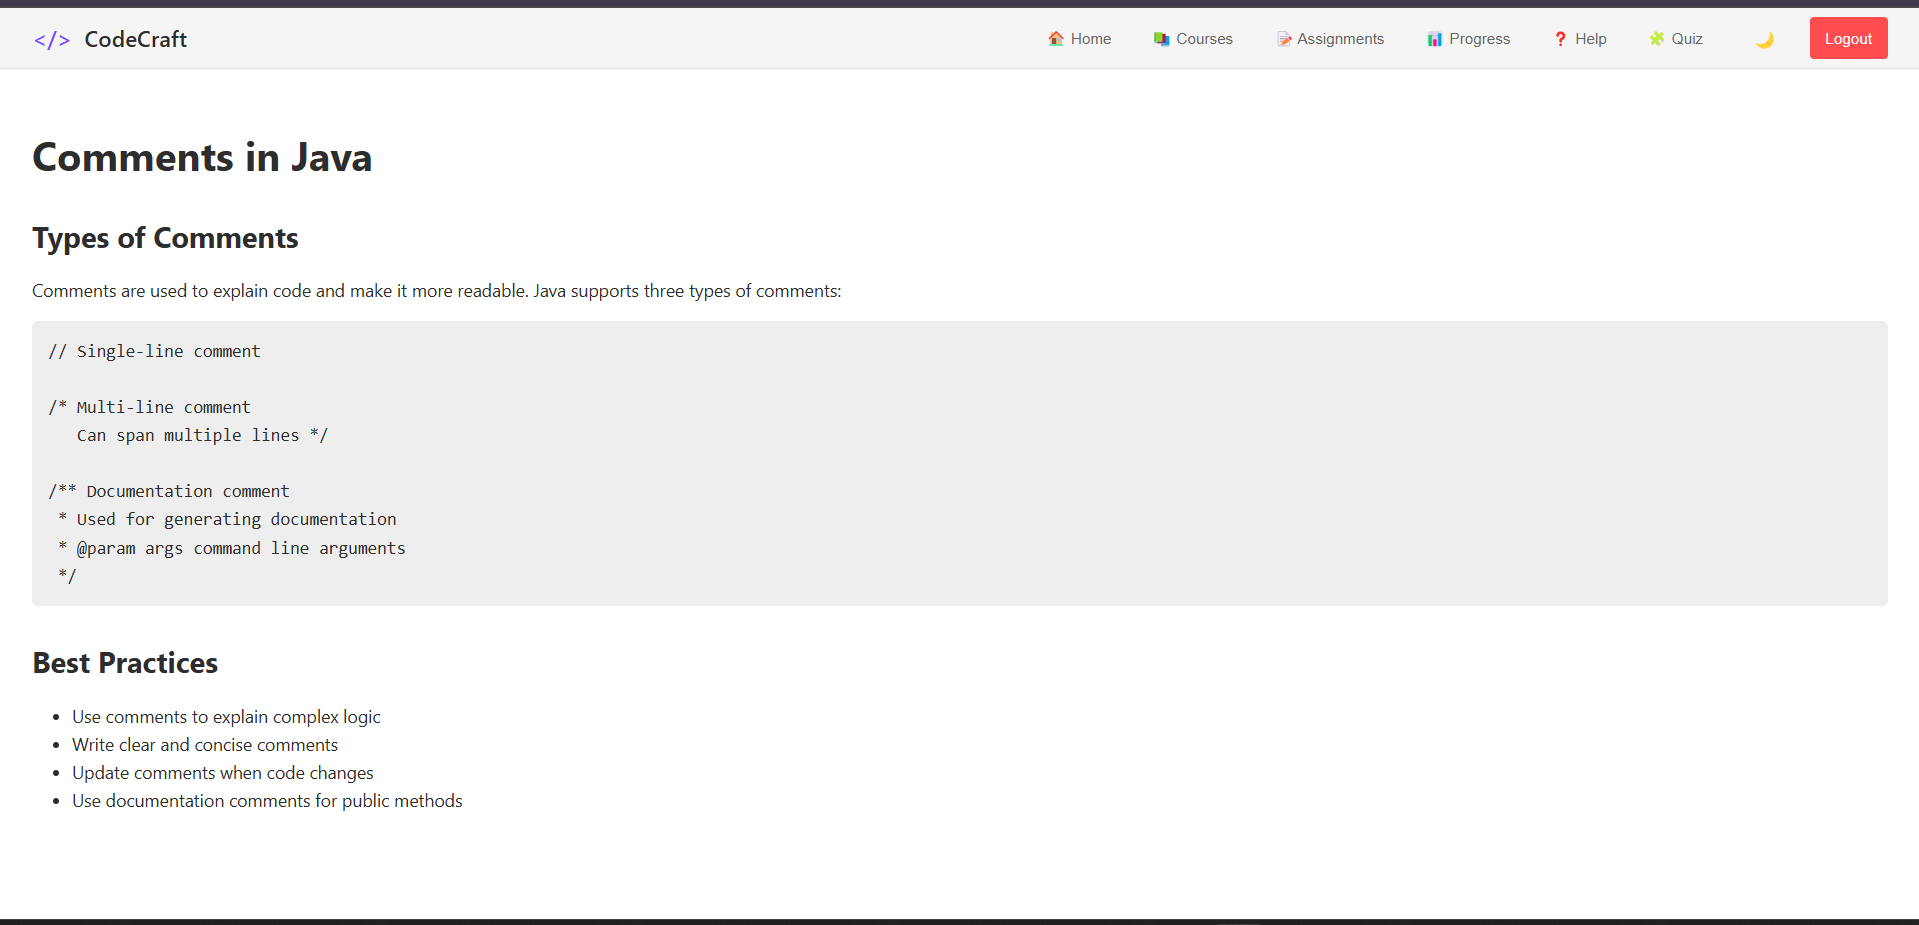 </> CodeCraft
Home
Courses
Assignments
Progress
Help
Quiz
Logout
Comments in Java
Types of Comments
Comments are used to explain code and make it more readable. Java supports three types of comments:
// Single-line comment
/* Multi-line comment
   Can span multiple lines */
/** Documentation comment
 * Used for generating documentation
 * @param args command line arguments
 */
Best Practices
• Use comments to explain complex logic
• Write clear and concise comments
• Update comments when code changes
• Use documentation comments for public methods